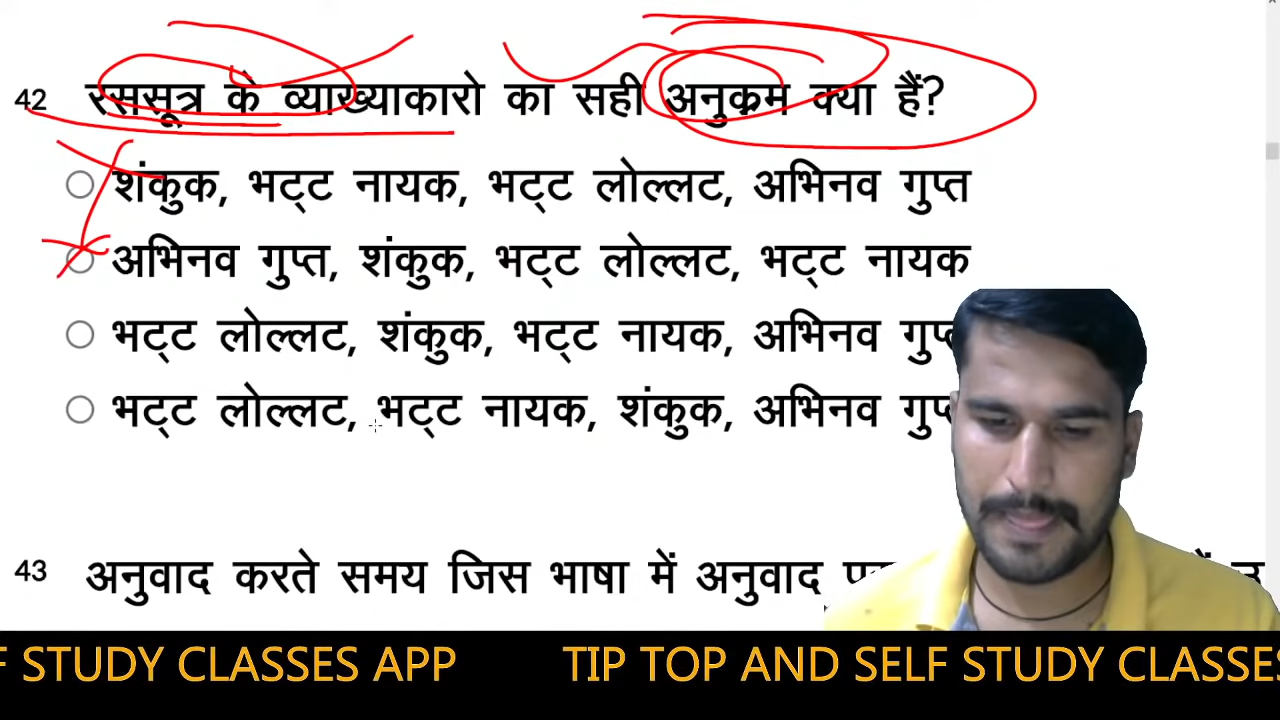 42 रससूत्र के व्याख्याकारो का सही अनुक्रम क्या हैं?
शंकुक, भट्ट नायक, भट्ट लोल्लट, अभिनव गुप्त
अभिनव गुप्त, शंकुक, भट्ट लोल्लट, भट्ट नायक
भट्ट लोल्लट, शंकुक, भट्ट नायक, अभिनव
भट्ट लोल्लट, भट्ट नायक, शंकुक, अभिनव
43 अनुवाद करते समय जिस भाषा में अनुवाद
F STUDY CLASSES APP TIP TOP AND SELF STUDY CLASSES